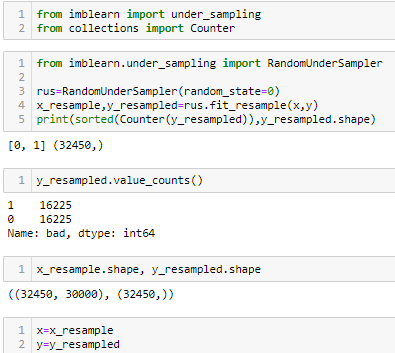 1 from imblearn import under_sampling
2 from collections import Counter
1 from imblearn.under_sampling import RandomUnderSampler
2
3 rus=RandomUnderSampler(random_state=0)
4 x_resample,y_resampled=rus.fit_resample(x,y)
5 print(sorted(Counter(y_resampled)),y_resampled.shape)
[0, 1] (32450,)
1 y_resampled.value_counts()
1    16225
0    16225
Name: bad, dtype: int64
1 x_resample.shape, y_resampled.shape
((32450, 30000), (32450,))
1 x=x_resample
2 y=y_resampled